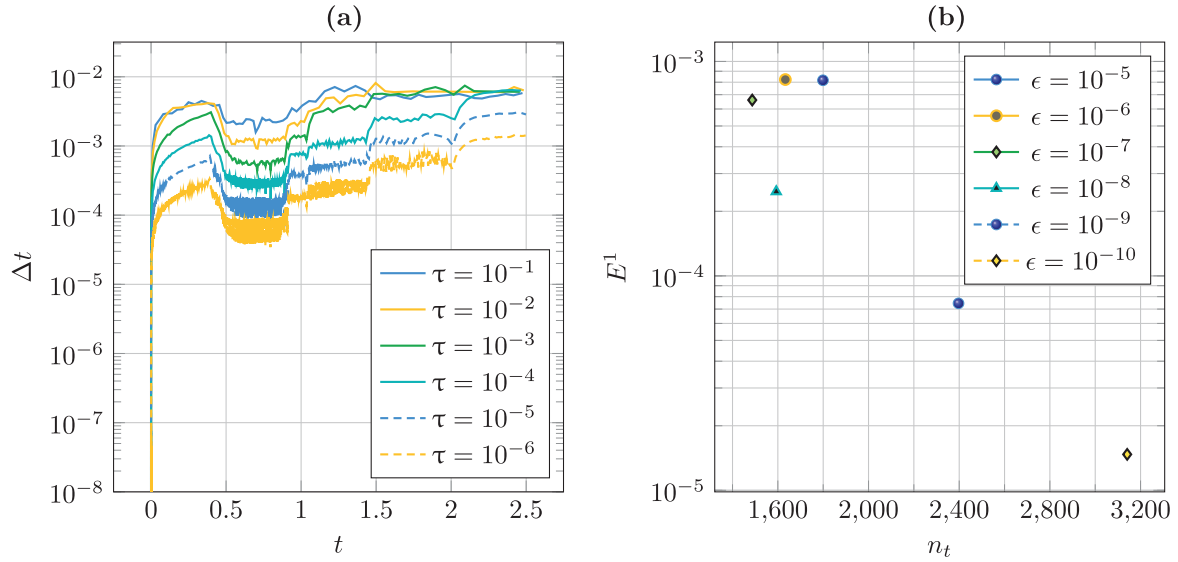 (a)
10⁻²
10⁻³
10⁻⁴
10⁻⁵
10⁻⁶
10⁻⁷
10⁻⁸
Δt
0
0.5
1
1.5
2
2.5
t
τ = 10⁻¹
τ = 10⁻²
τ = 10⁻³
τ = 10⁻⁴
τ = 10⁻⁵
τ = 10⁻⁶
(b)
10⁻³
10⁻⁴
10⁻⁵
E¹
1,600
2,000
2,400
2,800
3,200
nₜ
ϵ = 10⁻⁵
ϵ = 10⁻⁶
ϵ = 10⁻⁷
ϵ = 10⁻⁸
ϵ = 10⁻⁹
ϵ = 10⁻¹⁰